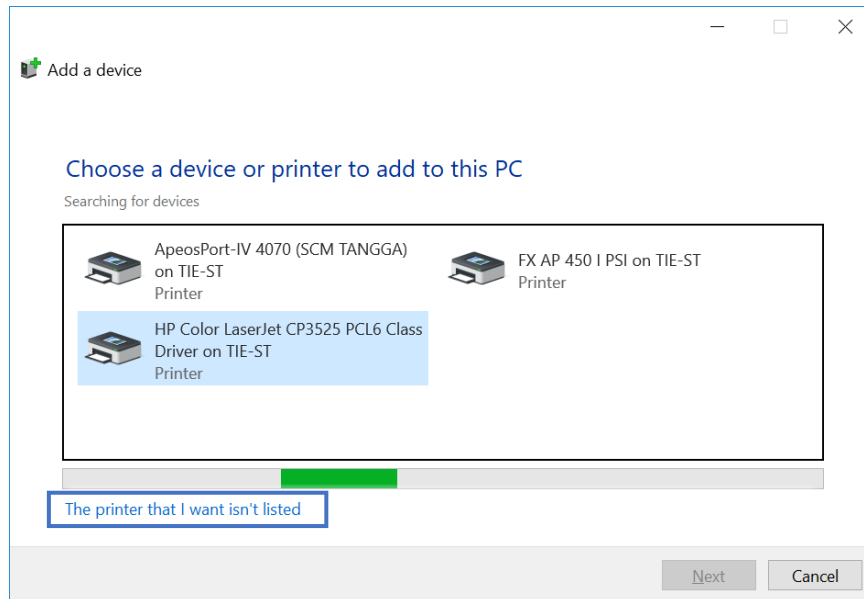 Add a device
Choose a device or printer to add to this PC
Searching for devices
ApeosPort-IV 4070 (SCM TANGGA)
on TIE-ST
Printer
FX AP 450 I PSI on TIE-ST
Printer
HP Color LaserJet CP3525 PCL6 Class
Driver on TIE-ST
Printer
The printer that I want isn't listed
Next
Cancel